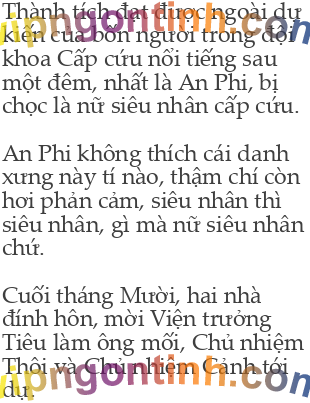 Thành tích đạt được ngoài dự
kiến của bốn người trong đội
khoa Cấp cứu nổi tiếng sau
một đêm, nhất là An Phi, bị
chọc là nữ siêu nhân cấp cứu.
An Phi không thích cái danh
xưng này tí nào, thậm chí còn
hơi phản cảm, siêu nhân thì
siêu nhân, gì mà nữ siêu nhân
chứ.
Cuối tháng Mười, hai nhà
đính hôn, mời Viện trưởng
Tiêu làm ông mối, Chủ nhiệm
Thôi và Chủ nhiệm Cảnh tới
dự.
vipngontinh.com
vipngontinh.com